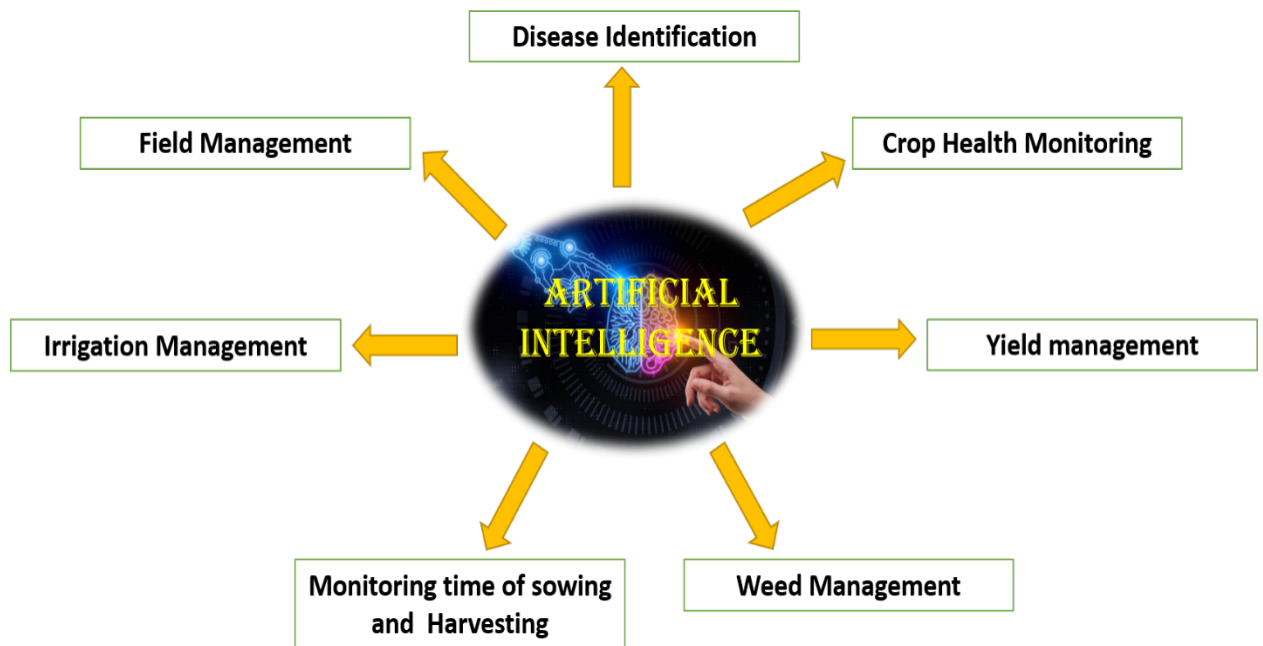 Disease Identification
Field Management
Crop Health Monitoring
ARTIFICIAL
INTELLIGENCE
Irrigation Management
Yield management
Monitoring time of sowing
and Harvesting
Weed Management